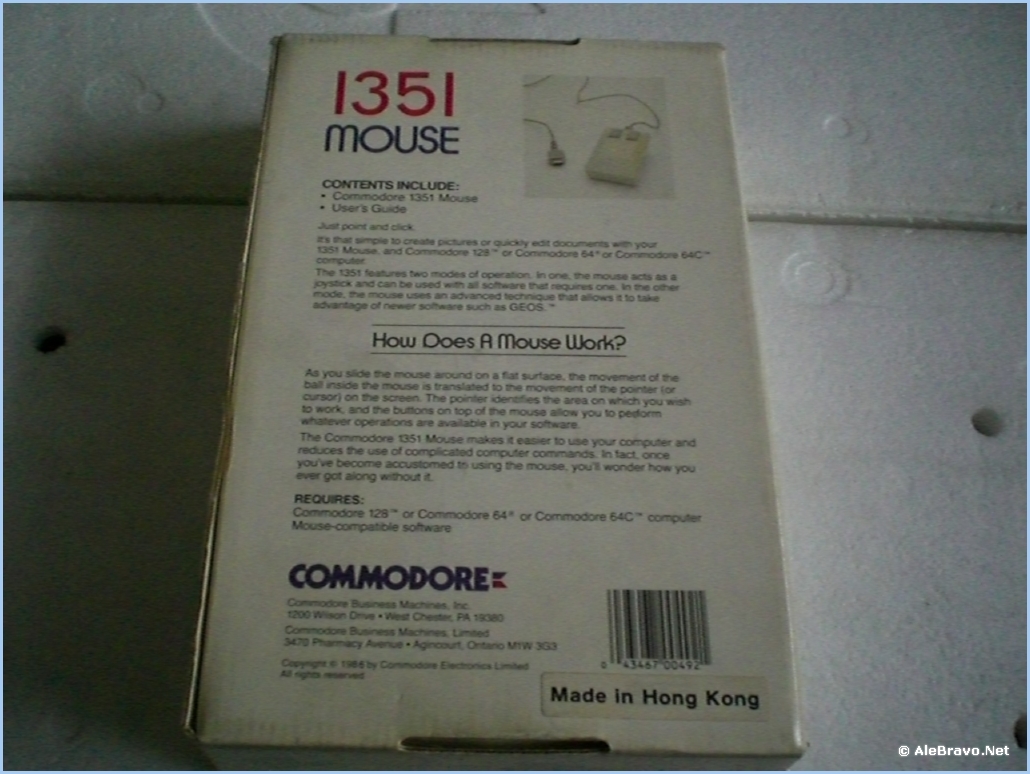 1351
MOUSE
CONTENTS INCLUDE:
• Commodore 1351 Mouse
• User's Guide
Just point and click.
It's that simple to create pictures or quickly edit documents with your
1351 Mouse, and Commodore 128™ or Commodore 64® or Commodore 64C™
computer.
The 1351 features two modes of operation. In one, the mouse acts as a
joystick and can be used with all software that requires one. In the other
mode, the mouse uses an advanced technique that allows it to take
advantage of newer software such as GEOS.™
How Does A Mouse Work?
As you slide the mouse around on a flat surface, the movement of the
ball inside the mouse is translated to the movement of the pointer (or
cursor) on the screen. The pointer identifies the area on which you wish
to work, and the buttons on top of the mouse allow you to perform
whatever operations are available in your software.
The Commodore 1351 Mouse makes it easier to use your computer and
reduces the use of complicated computer commands. In fact, once
you've become accustomed to using the mouse, you'll wonder how you
ever got along without it.
REQUIRES:
Commodore 128™ or Commodore 64® or Commodore 64C™ computer
Mouse-compatible software
COMMODORE
Commodore Business Machines, Inc.
1200 Wilson Drive • West Chester, PA 19380
Commodore Business Machines, Limited
3470 Pharmacy Avenue • Agincourt, Ontario M1W 3G3
Copyright © 1986 by Commodore Electronics Limited
All rights reserved
0 43467 00492
Made in Hong Kong
© AleBravo.Net